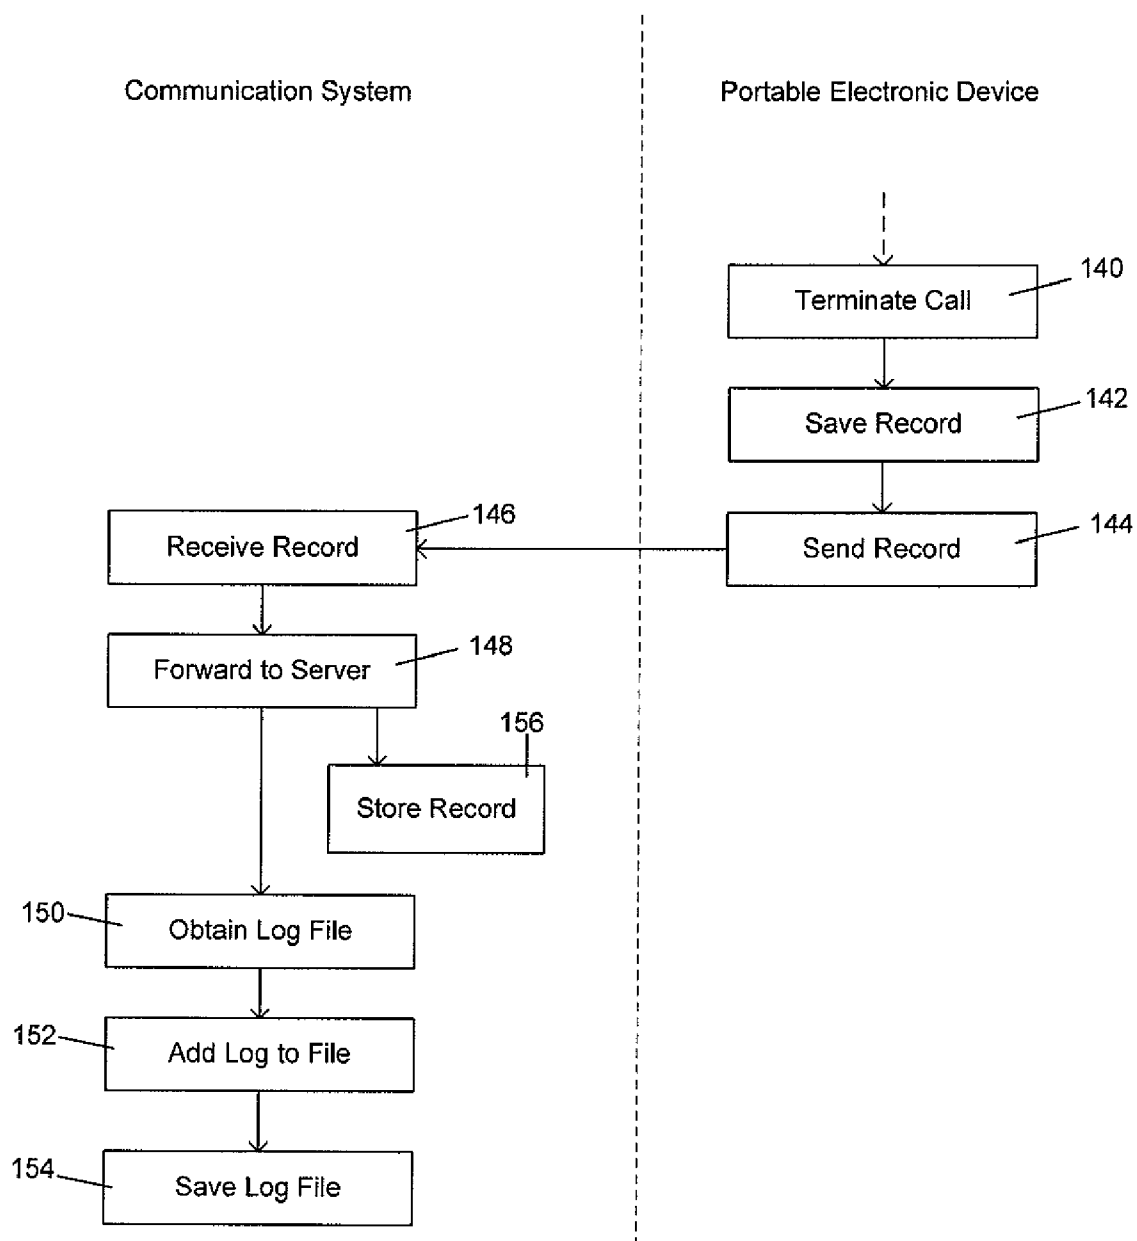 Communication System
Portable Electronic Device
Terminate Call
140
Save Record
142
Send Record
144
Receive Record
146
Forward to Server
148
Store Record
156
Obtain Log File
150
Add Log to File
152
Save Log File
154